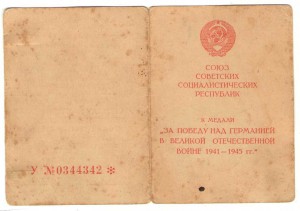 СОЮЗ
СОВЕТСКИХ
СОЦИАЛИСТИЧЕСКИХ
РЕСПУБЛИК
К МЕДАЛИ
„ЗА ПОБЕДУ НАД ГЕРМАНИЕЙ
В ВЕЛИКОЙ ОТЕЧЕСТВЕННОЙ
ВОЙНЕ 1941–1945 гг."
У №0344342 *